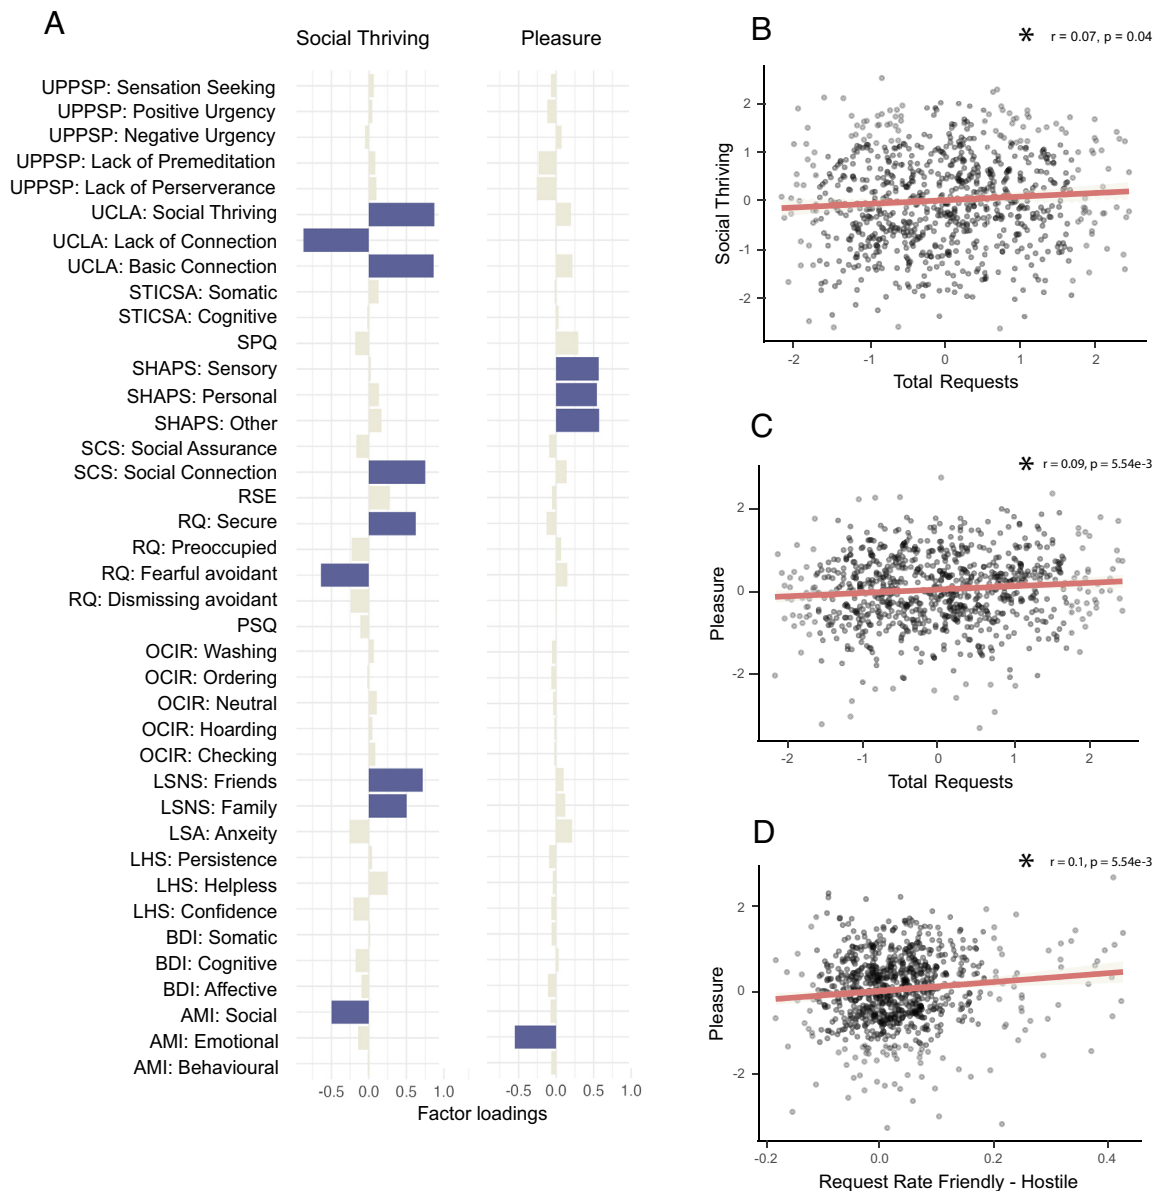 A
Social Thriving
Pleasure
UPPSP: Sensation Seeking
UPPSP: Positive Urgency
UPPSP: Negative Urgency
UPPSP: Lack of Premeditation
UPPSP: Lack of Perserverance
UCLA: Social Thriving
UCLA: Lack of Connection
UCLA: Basic Connection
STICSA: Somatic
STICSA: Cognitive
SPQ
SHAPS: Sensory
SHAPS: Personal
SHAPS: Other
SCS: Social Assurance
SCS: Social Connection
RSE
RQ: Secure
RQ: Preoccupied
RQ: Fearful avoidant
RQ: Dismissing avoidant
PSQ
OCIR: Washing
OCIR: Ordering
OCIR: Neutral
OCIR: Hoarding
OCIR: Checking
LSNS: Friends
LSNS: Family
LSA: Anxeity
LHS: Persistence
LHS: Helpless
LHS: Confidence
BDI: Somatic
BDI: Cognitive
BDI: Affective
AMI: Social
AMI: Emotional
AMI: Behavioural
-0.5 0.0 0.5 1.0
-0.5 0.0 0.5 1.0
Factor loadings
B
* r = 0.07, p = 0.04
Social Thriving
2
1
0
-1
-2
-2 -1 0 1 2
Total Requests
C
* r = 0.09, p = 5.54e-3
Pleasure
2
0
-2
-2 -1 0 1 2
Total Requests
D
* r = 0.1, p = 5.54e-3
Pleasure
2
0
-2
-0.2 0.0 0.2 0.4
Request Rate Friendly - Hostile